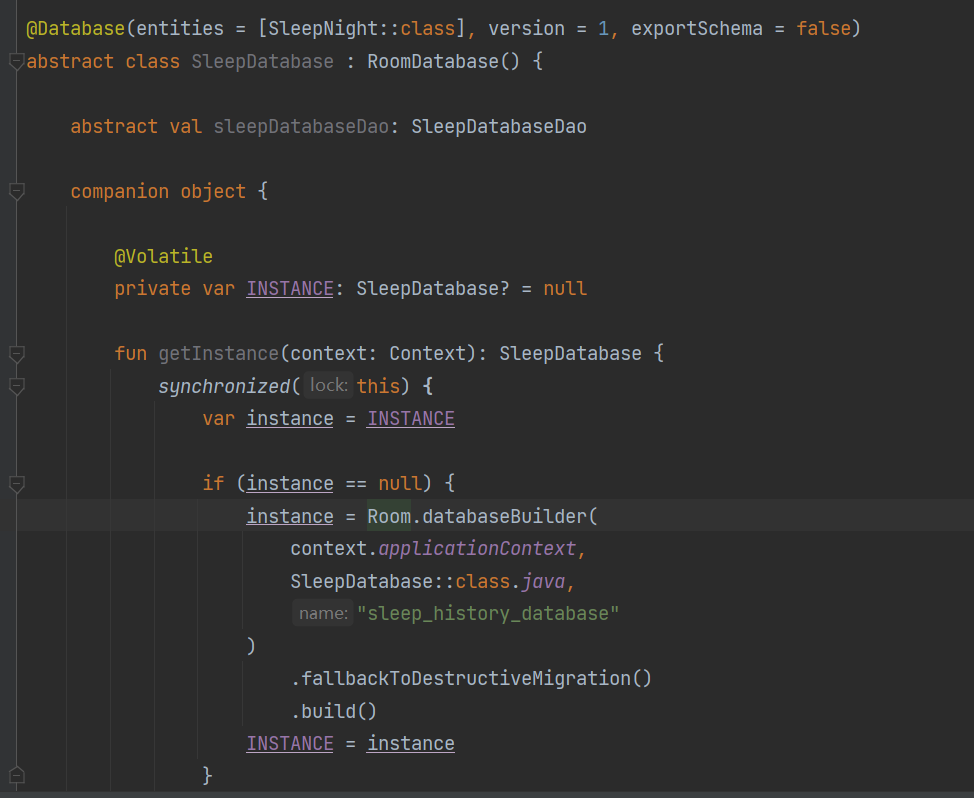 @Database(entities = [SleepNight::class], version = 1, exportSchema = false)
abstract class SleepDatabase : RoomDatabase() {
abstract val sleepDatabaseDao: SleepDatabaseDao
companion object {
@Volatile
private var INSTANCE: SleepDatabase? = null
fun getInstance(context: Context): SleepDatabase {
synchronized( lock: this) {
var instance = INSTANCE
if (instance == null) {
instance = Room.databaseBuilder(
context.applicationContext,
SleepDatabase::class.java,
name: "sleep_history_database"
)
.fallbackToDestructiveMigration()
.build()
INSTANCE = instance
}